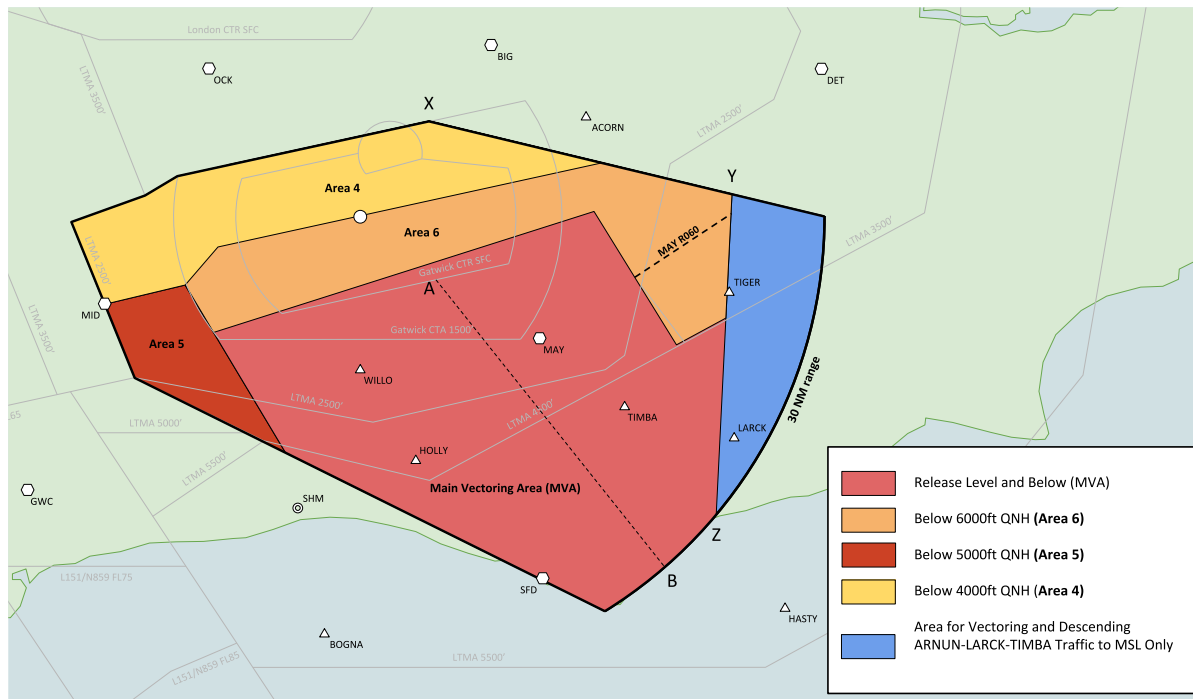 London CTR SFC
BIG
OCK
DET
LTMA 3500'
LTMA 2500'
X
ACORN
Y
Area 4
Area 6
MAY R060
LTMA 3500'
LTMA 2500'
Gatwick CTR SFC
TIGER
A
MID
Gatwick CTA 1500'
LTMA 3500'
Area 5
MAY
WILLO
30 NM range
LTMA 2500'
LTMA 4500'
TIMBA
L65
LTMA 5000'
LARCK
HOLLY
LTMA 5500'
Main Vectoring Area (MVA)
GWC
SHM
Z
L151/N859 FL75
B
SFD
HASTY
BOGNA
LTMA 5500'
L151/N859 FL85
Release Level and Below (MVA)
Below 6000ft QNH (Area 6)
Below 5000ft QNH (Area 5)
Below 4000ft QNH (Area 4)
Area for Vectoring and Descending
ARNUN-LARCK-TIMBA Traffic to MSL Only